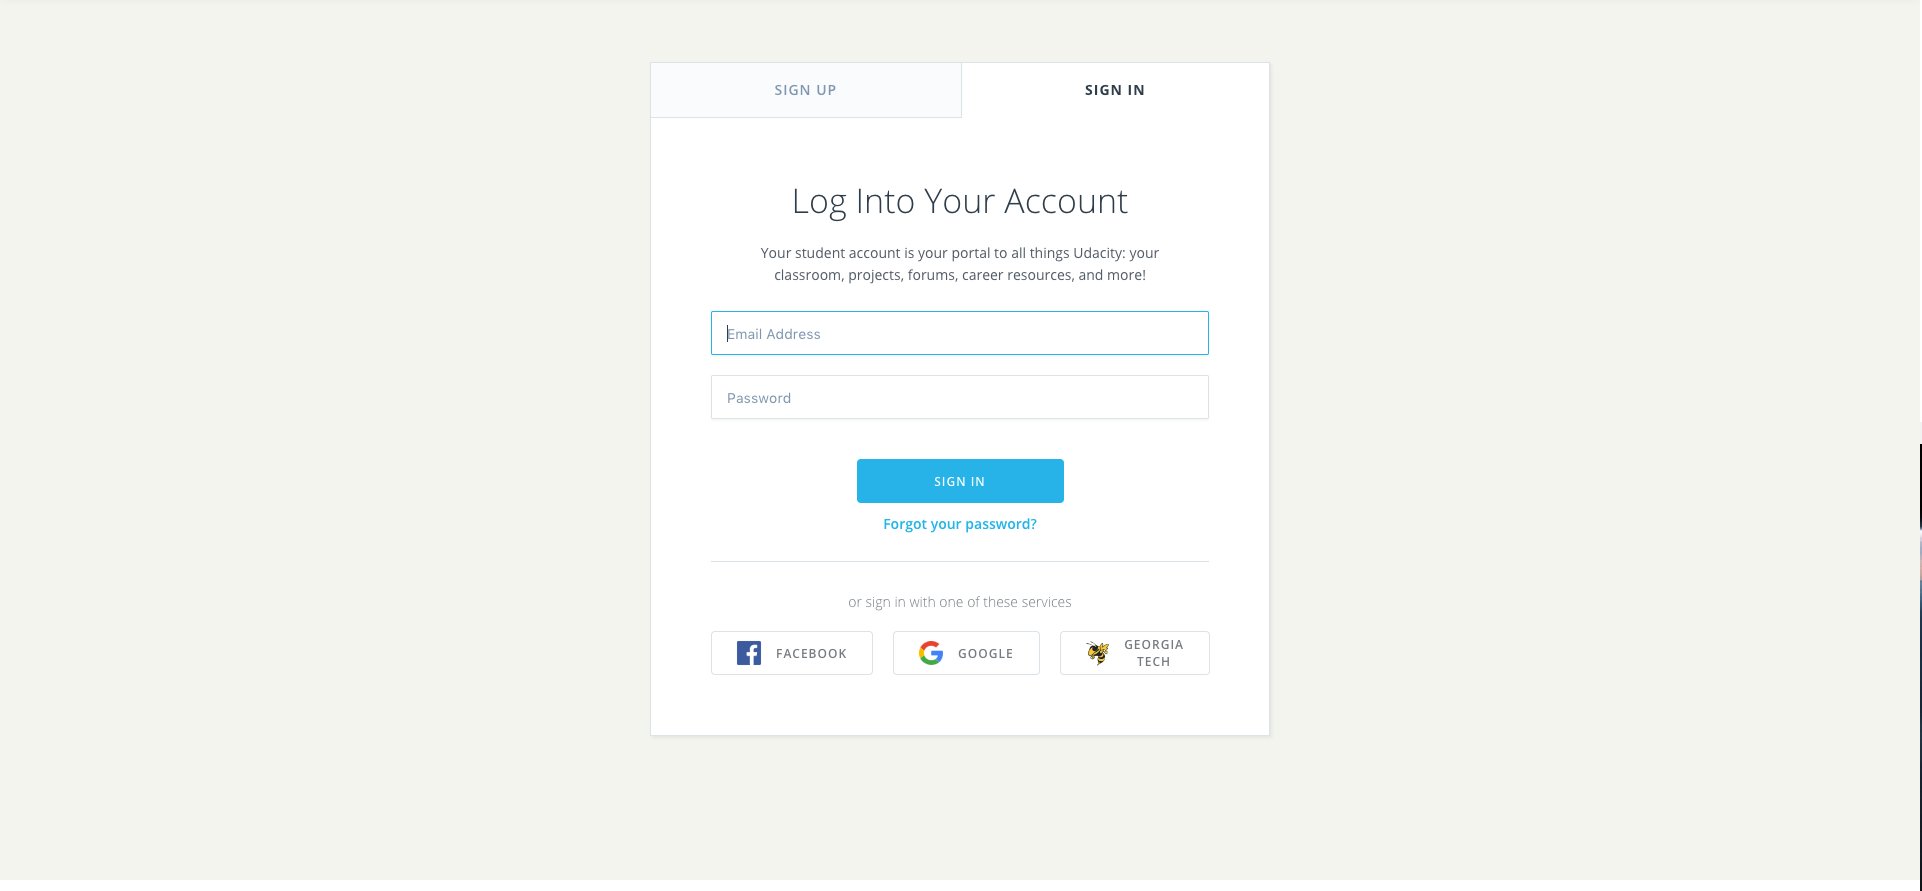 SIGN UP
SIGN IN
Log Into Your Account
Your student account is your portal to all things Udacity: your
classroom, projects, forums, career resources, and more!
Email Address
Password
SIGN IN
Forgot your password?
or sign in with one of these services
FACEBOOK
GOOGLE
GEORGIA
TECH